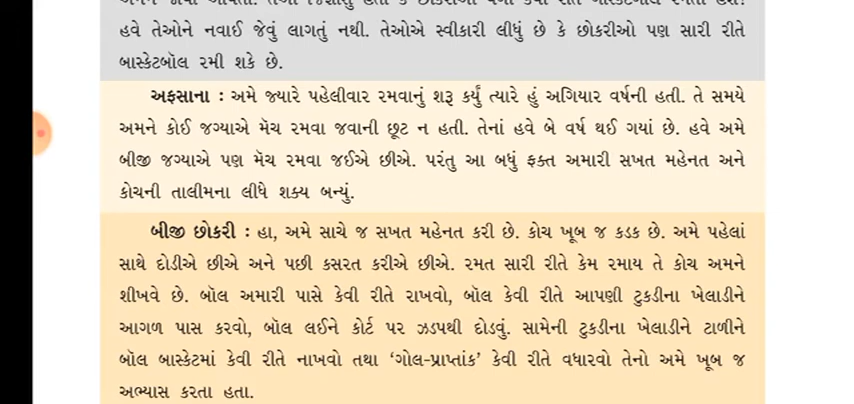 હવે તેઓને નવાઈ જેવું લાગતું નથી. તેઓએ સ્વીકારી લીધું છે કે છોકરીઓ પણ સારી રીતે
બાસ્કેટબૉલ રમી શકે છે.
અફસાના : અમે જ્યારે પહેલીવાર રમવાનું શરૂ કર્યું ત્યારે હું અગિયાર વર્ષની હતી. તે સમયે
અમને કોઈ જગ્યાએ મૅચ રમવા જવાની છૂટ ન હતી. તેનાં હવે બે વર્ષ થઈ ગયાં છે. હવે અમે
બીજી જગ્યાએ પણ મૅચ રમવા જઈએ છીએ. પરંતુ આ બધું ફક્ત અમારી સખત મહેનત અને
કોચની તાલીમના લીધે શક્ય બન્યું.
બીજી છોકરી : હા, અમે સાચે જ સખત મહેનત કરી છે. કોચ ખૂબ જ કડક છે. અમે પહેલાં
સાથે દોડીએ છીએ અને પછી કસરત કરીએ છીએ. રમત સારી રીતે કેમ રમાય તે કોચ અમને
શીખવે છે. બૉલ અમારી પાસે કેવી રીતે રાખવો, બૉલ કેવી રીતે આપણી ટુકડીના ખેલાડીને
આગળ પાસ કરવો, બૉલ લઈને કોર્ટ પર ઝડપથી દોડવું. સામેની ટુકડીના ખેલાડીને ટાળીને
બૉલ બાસ્કેટમાં કેવી રીતે નાખવો તથા ‘ગોલ-પ્રાપ્તાંક’ કેવી રીતે વધારવો તેનો અમે ખૂબ જ
અભ્યાસ કરતા હતા.